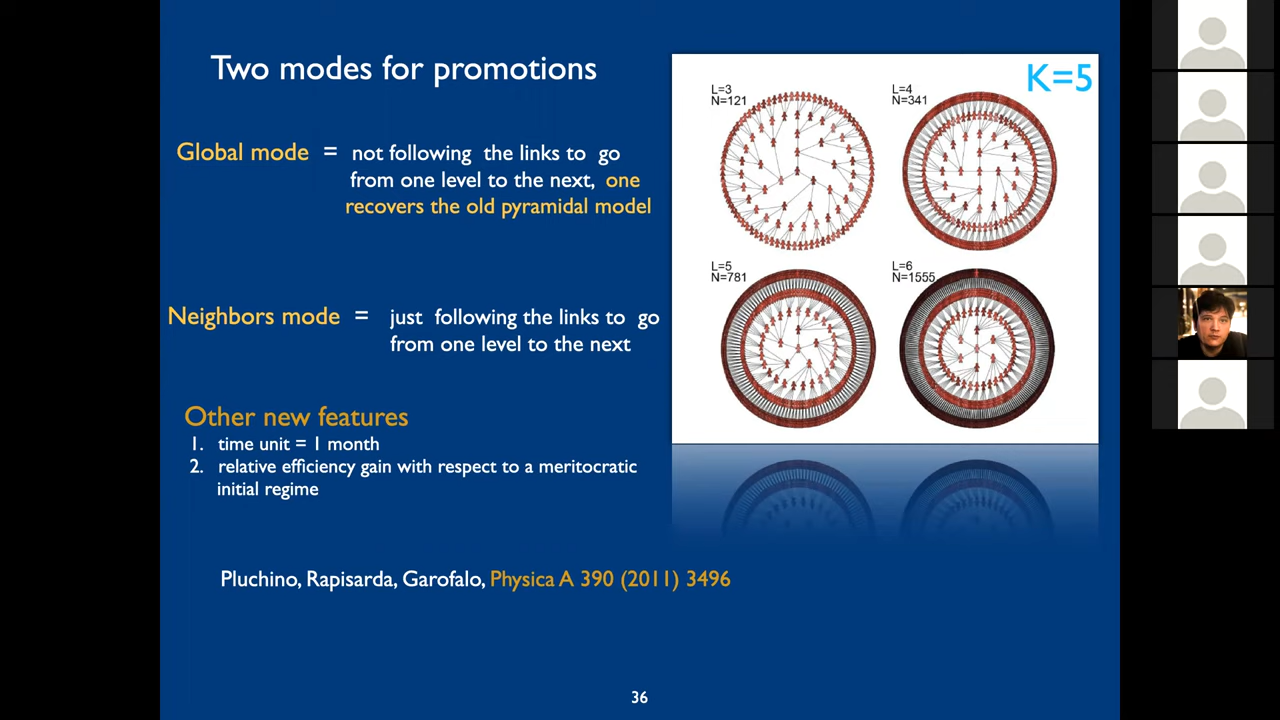 Two modes for promotions
Global mode = not following the links to go
from one level to the next, one
recovers the old pyramidal model
Neighbors mode = just following the links to go
from one level to the next
Other new features
1. time unit = 1 month
2. relative efficiency gain with respect to a meritocratic
initial regime
Pluchino, Rapisarda, Garofalo, Physica A 390 (2011) 3496
K=5
L=3
N=121
L=4
N=341
L=5
N=781
L=6
N=1555
36